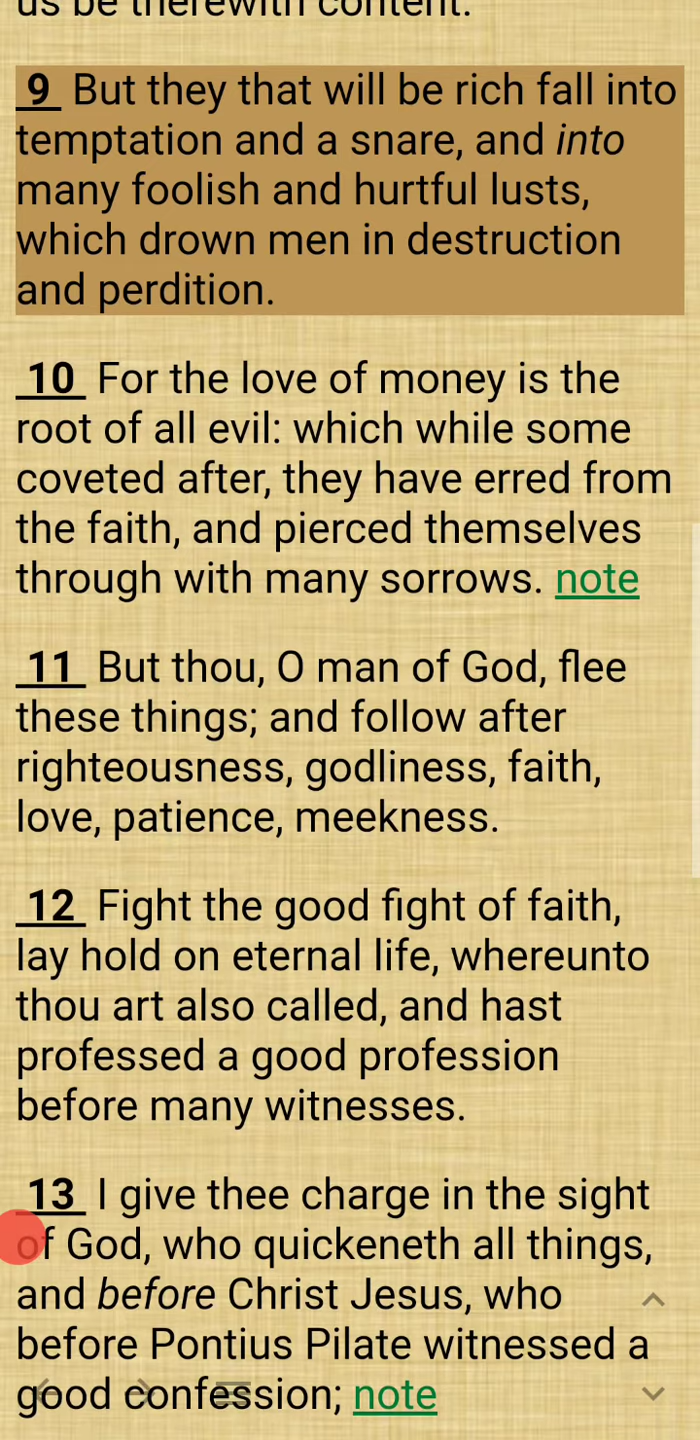 us be therewith content.
9 But they that will be rich fall into
temptation and a snare, and into
many foolish and hurtful lusts,
which drown men in destruction
and perdition.
10 For the love of money is the
root of all evil: which while some
coveted after, they have erred from
the faith, and pierced themselves
through with many sorrows. note
11 But thou, O man of God, flee
these things; and follow after
righteousness, godliness, faith,
love, patience, meekness.
12 Fight the good fight of faith,
lay hold on eternal life, whereunto
thou art also called, and hast
professed a good profession
before many witnesses.
13 I give thee charge in the sight
of God, who quickeneth all things,
and before Christ Jesus, who
before Pontius Pilate witnessed a
good confession; note